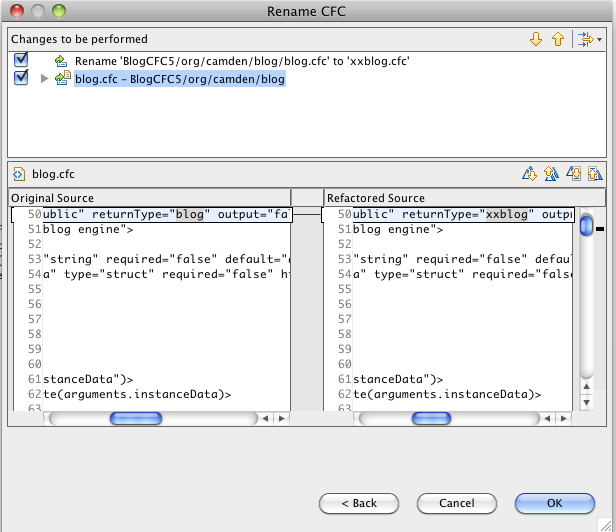 Rename CFC
Changes to be performed
Rename 'BlogCFC5/org/camden/blog/blog.cfc' to 'xxblog.cfc'
blog.cfc – BlogCFC5/org/camden/blog
blog.cfc
Original Source
50 ublic" returnType="blog" output="fa
51 blog engine">
52
53 "string" required="false" default="
54 a" type="struct" required="false" h
55
56
57
58
59
60
61 stanceData")>
62 te(arguments.instanceData)>
63
Refactored Source
50 ublic" returnType="xxblog" outpu
51 blog engine">
52
53 "string" required="false" defau
54 a" type="struct" required="fals
55
56
57
58
59
60
61 stanceData")>
62 te(arguments.instanceData)>
63
< Back
Cancel
OK